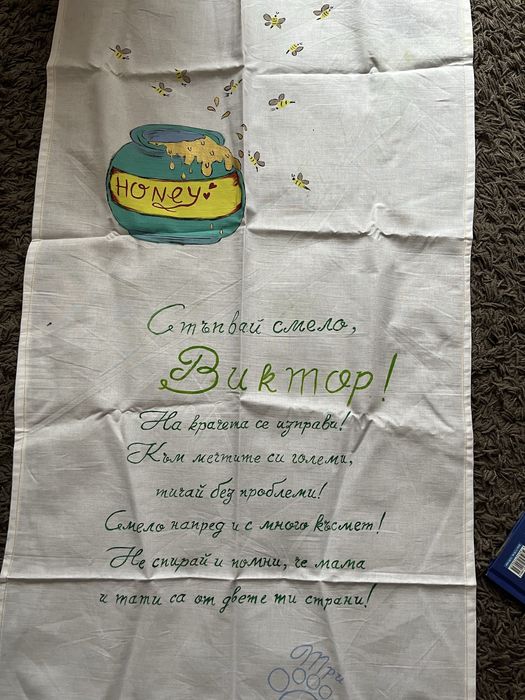 HONEY
Стъпвай смело,
Виктор!
На крачета се изправи!
Към мечтите си големи,
тичай без проблеми!
Смело напред и с много късмет!
Не спирай и помни, че мама
и тати са от двете ти страни!
Три